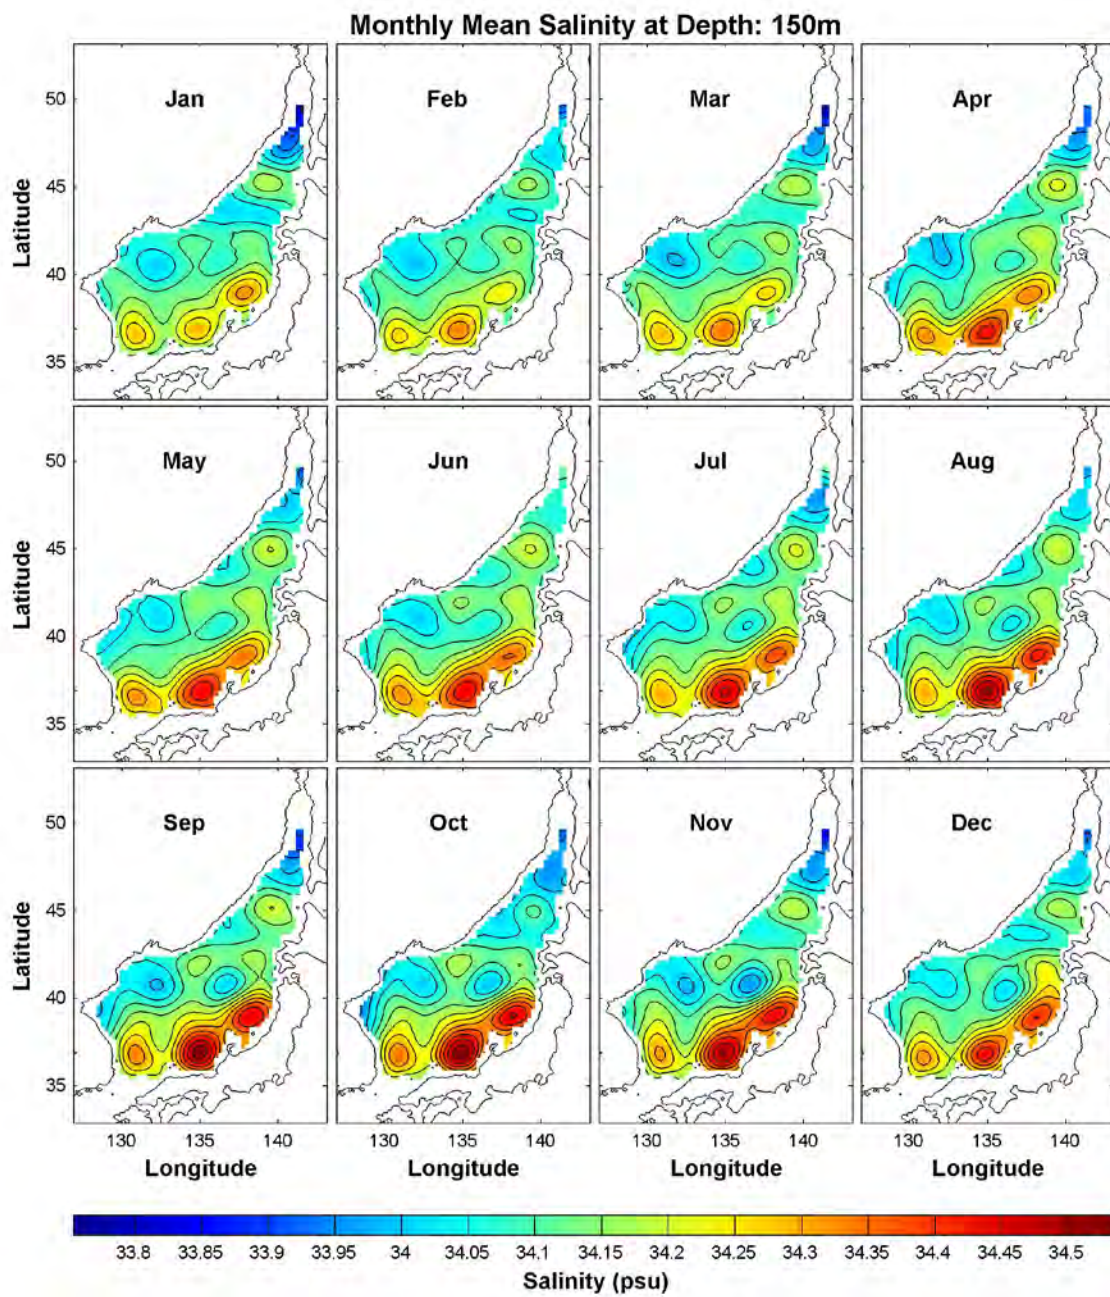 Monthly Mean Salinity at Depth: 150m
Jan Feb Mar Apr
50
45
40
35
Latitude
May Jun Jul Aug
50
45
40
35
Latitude
Sep Oct Nov Dec
50
45
40
35
Latitude
130 135 140 130 135 140 130 135 140 130 135 140
Longitude Longitude Longitude Longitude
33.8 33.85 33.9 33.95 34 34.05 34.1 34.15 34.2 34.25 34.3 34.35 34.4 34.45 34.5
Salinity (psu)